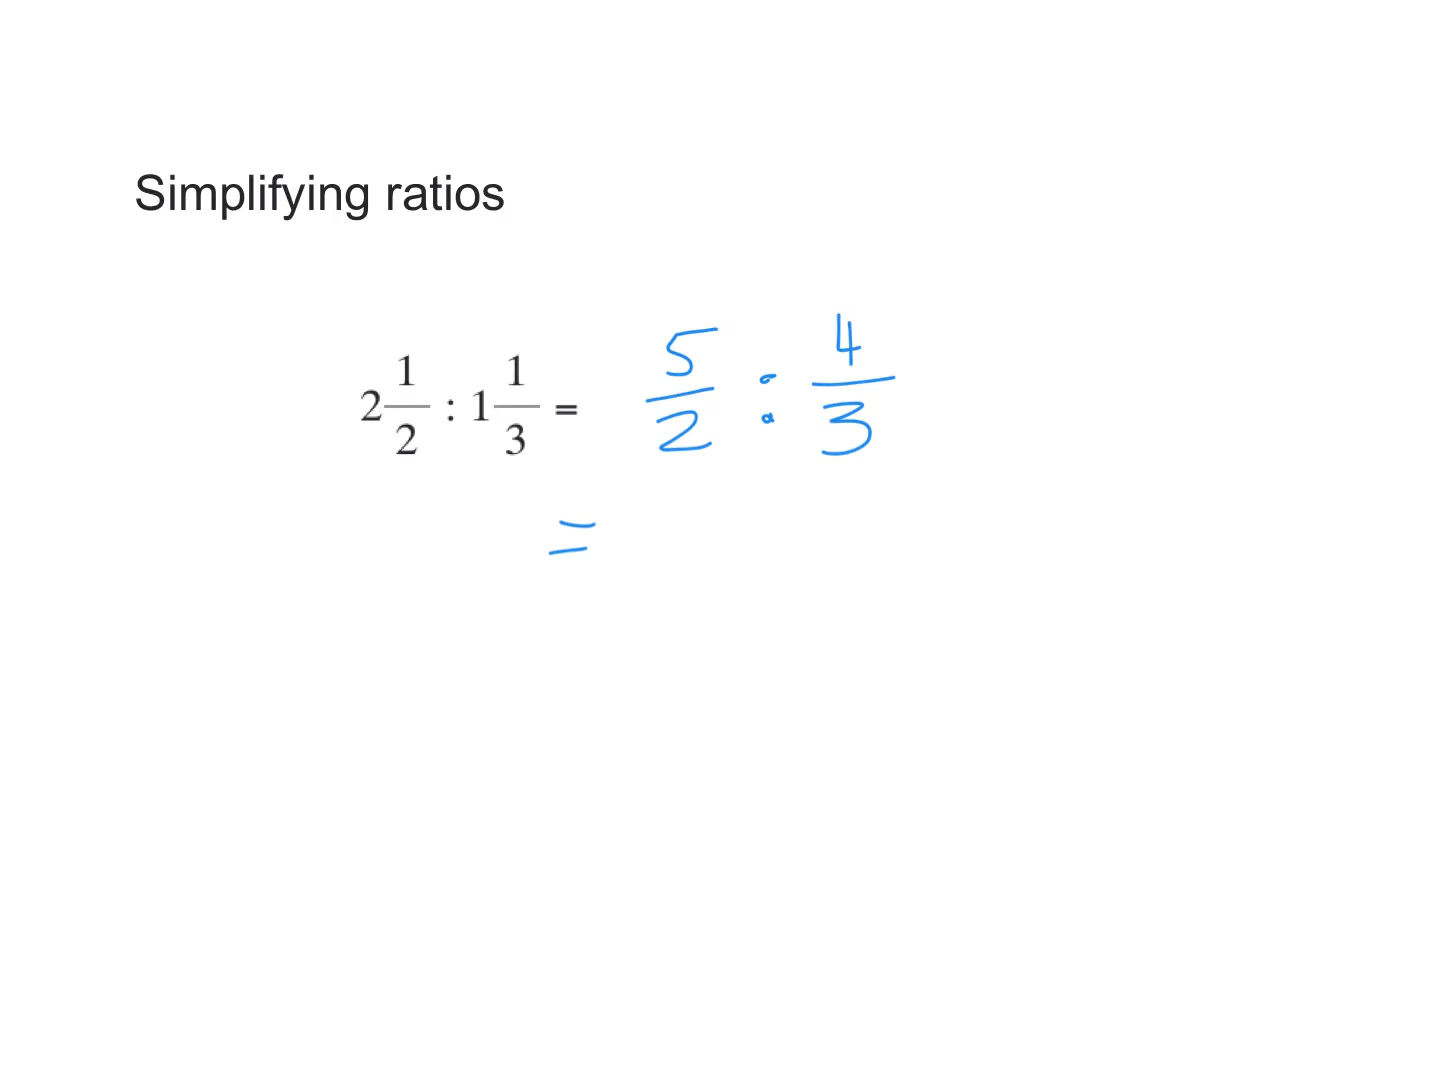 Simplifying ratios
2 1/2 : 1 1/3 = 5/2 : 4/3
=